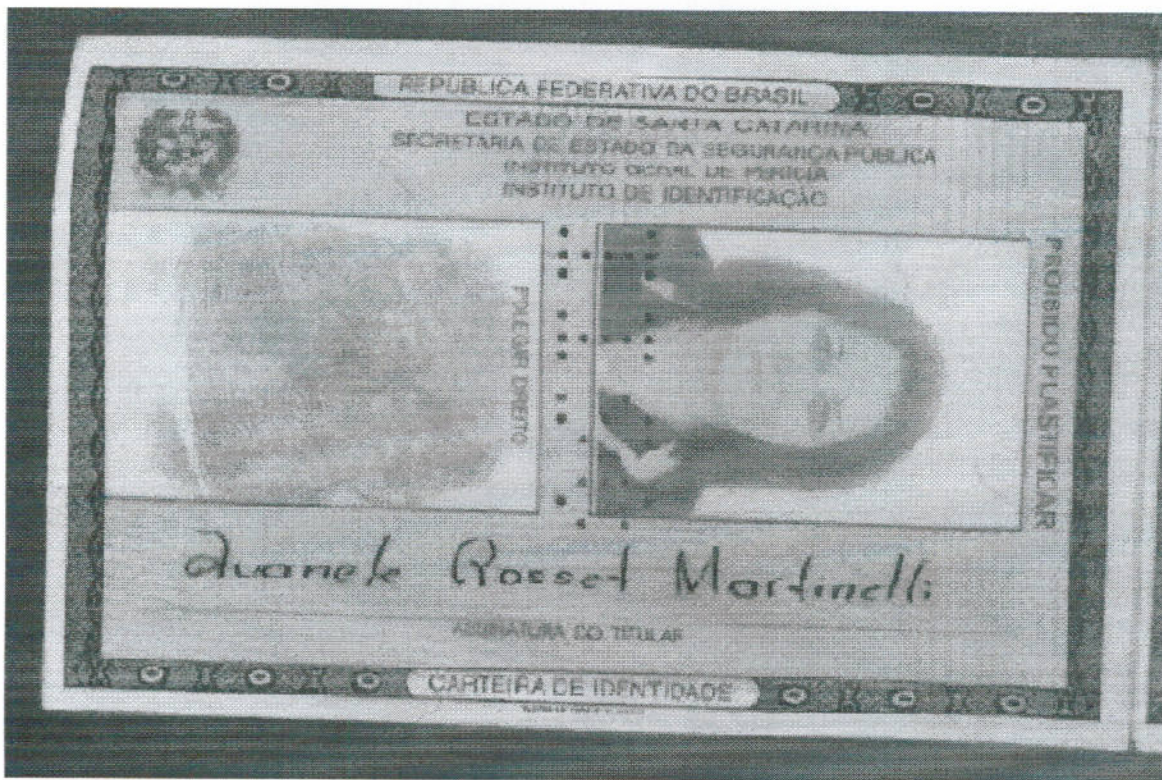 REPÚBLICA FEDERATIVA DO BRASIL
ESTADO DE SANTA CATARINA
SECRETARIA DE ESTADO DA SEGURANÇA PÚBLICA
INSTITUTO GERAL DE PERÍCIA
INSTITUTO DE IDENTIFICAÇÃO
POLEGAR DIREITO
PROIBIDO PLASTIFICAR
Rosset Martinelli
ASSINATURA DO TITULAR
CARTEIRA DE IDENTIDADE